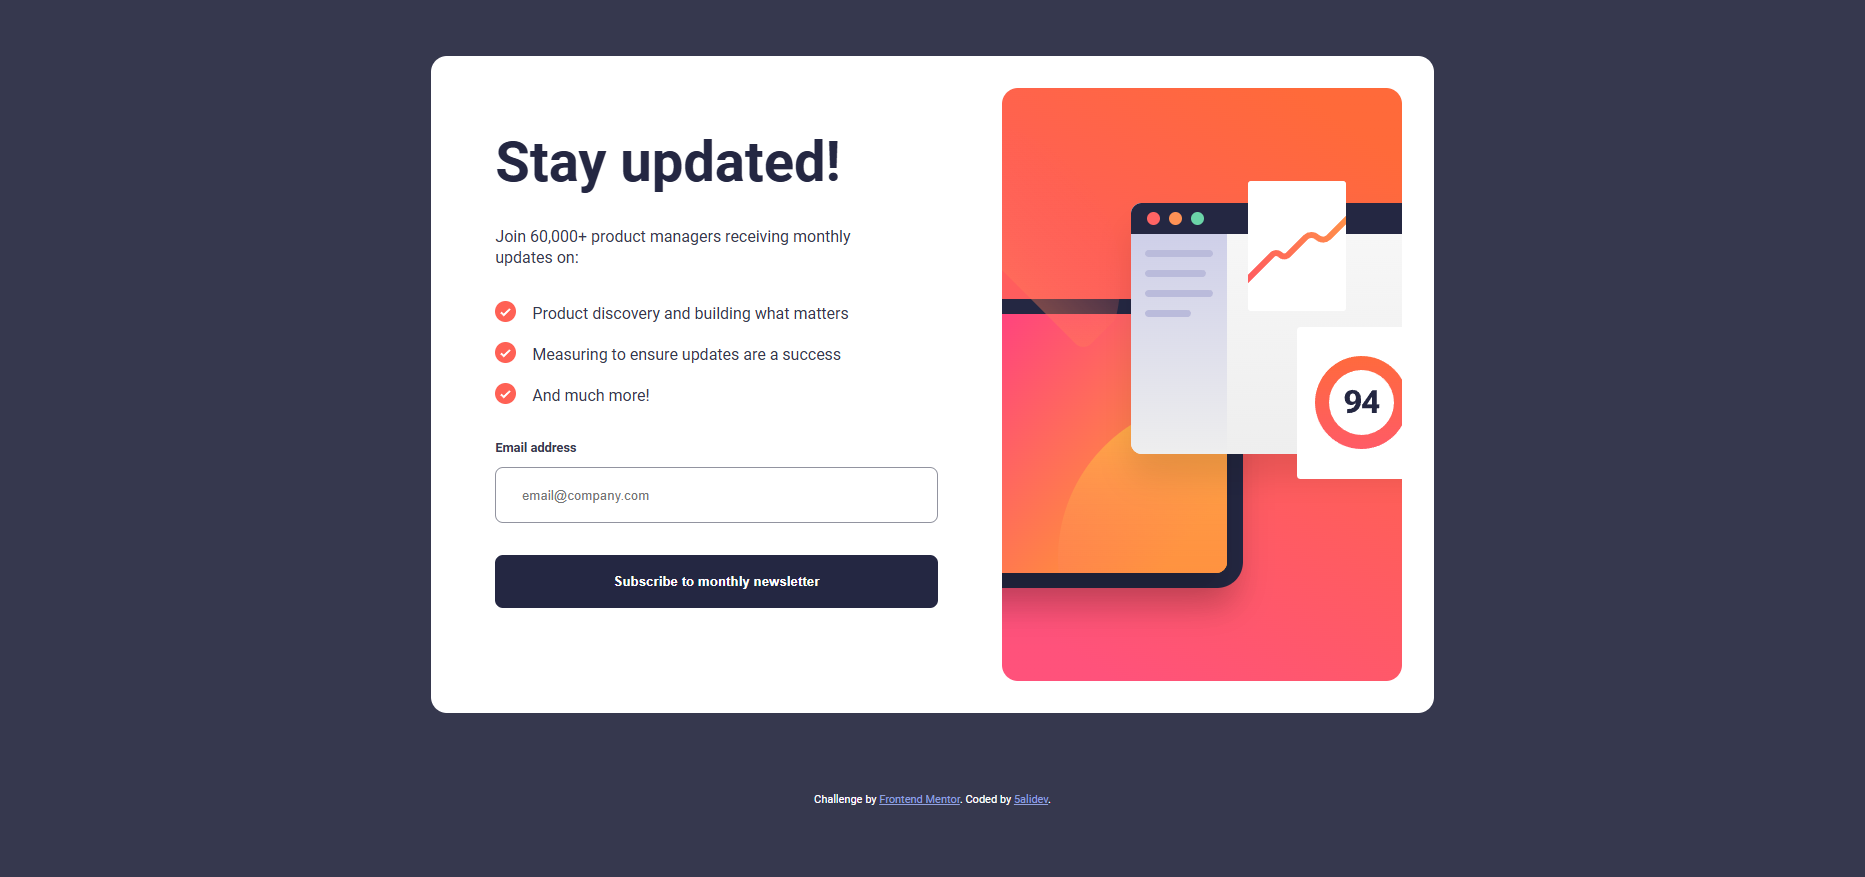 Stay updated!
Join 60,000+ product managers receiving monthly
updates on:
Product discovery and building what matters
Measuring to ensure updates are a success
And much more!
Email address
email@company.com
Subscribe to monthly newsletter
94
Challenge by Frontend Mentor. Coded by 5alidev.